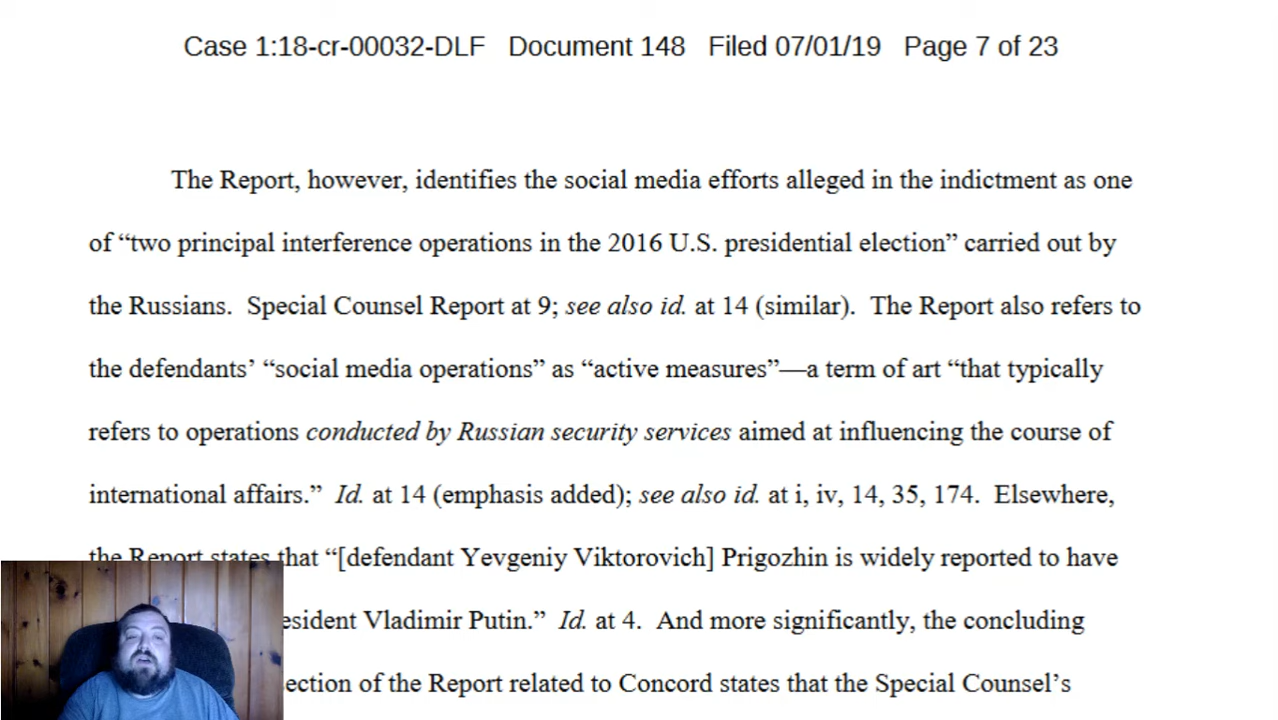 Case 1:18-cr-00032-DLF Document 148 Filed 07/01/19 Page 7 of 23
The Report, however, identifies the social media efforts alleged in the indictment as one
of “two principal interference operations in the 2016 U.S. presidential election” carried out by
the Russians. Special Counsel Report at 9; see also id. at 14 (similar). The Report also refers to
the defendants’ “social media operations” as “active measures”—a term of art “that typically
refers to operations conducted by Russian security services aimed at influencing the course of
international affairs.” Id. at 14 (emphasis added); see also id. at i, iv, 14, 35, 174. Elsewhere,
the Report states that “[defendant Yevgeniy Viktorovich] Prigozhin is widely reported to have
esident Vladimir Putin.” Id. at 4. And more significantly, the concluding
ection of the Report related to Concord states that the Special Counsel’s